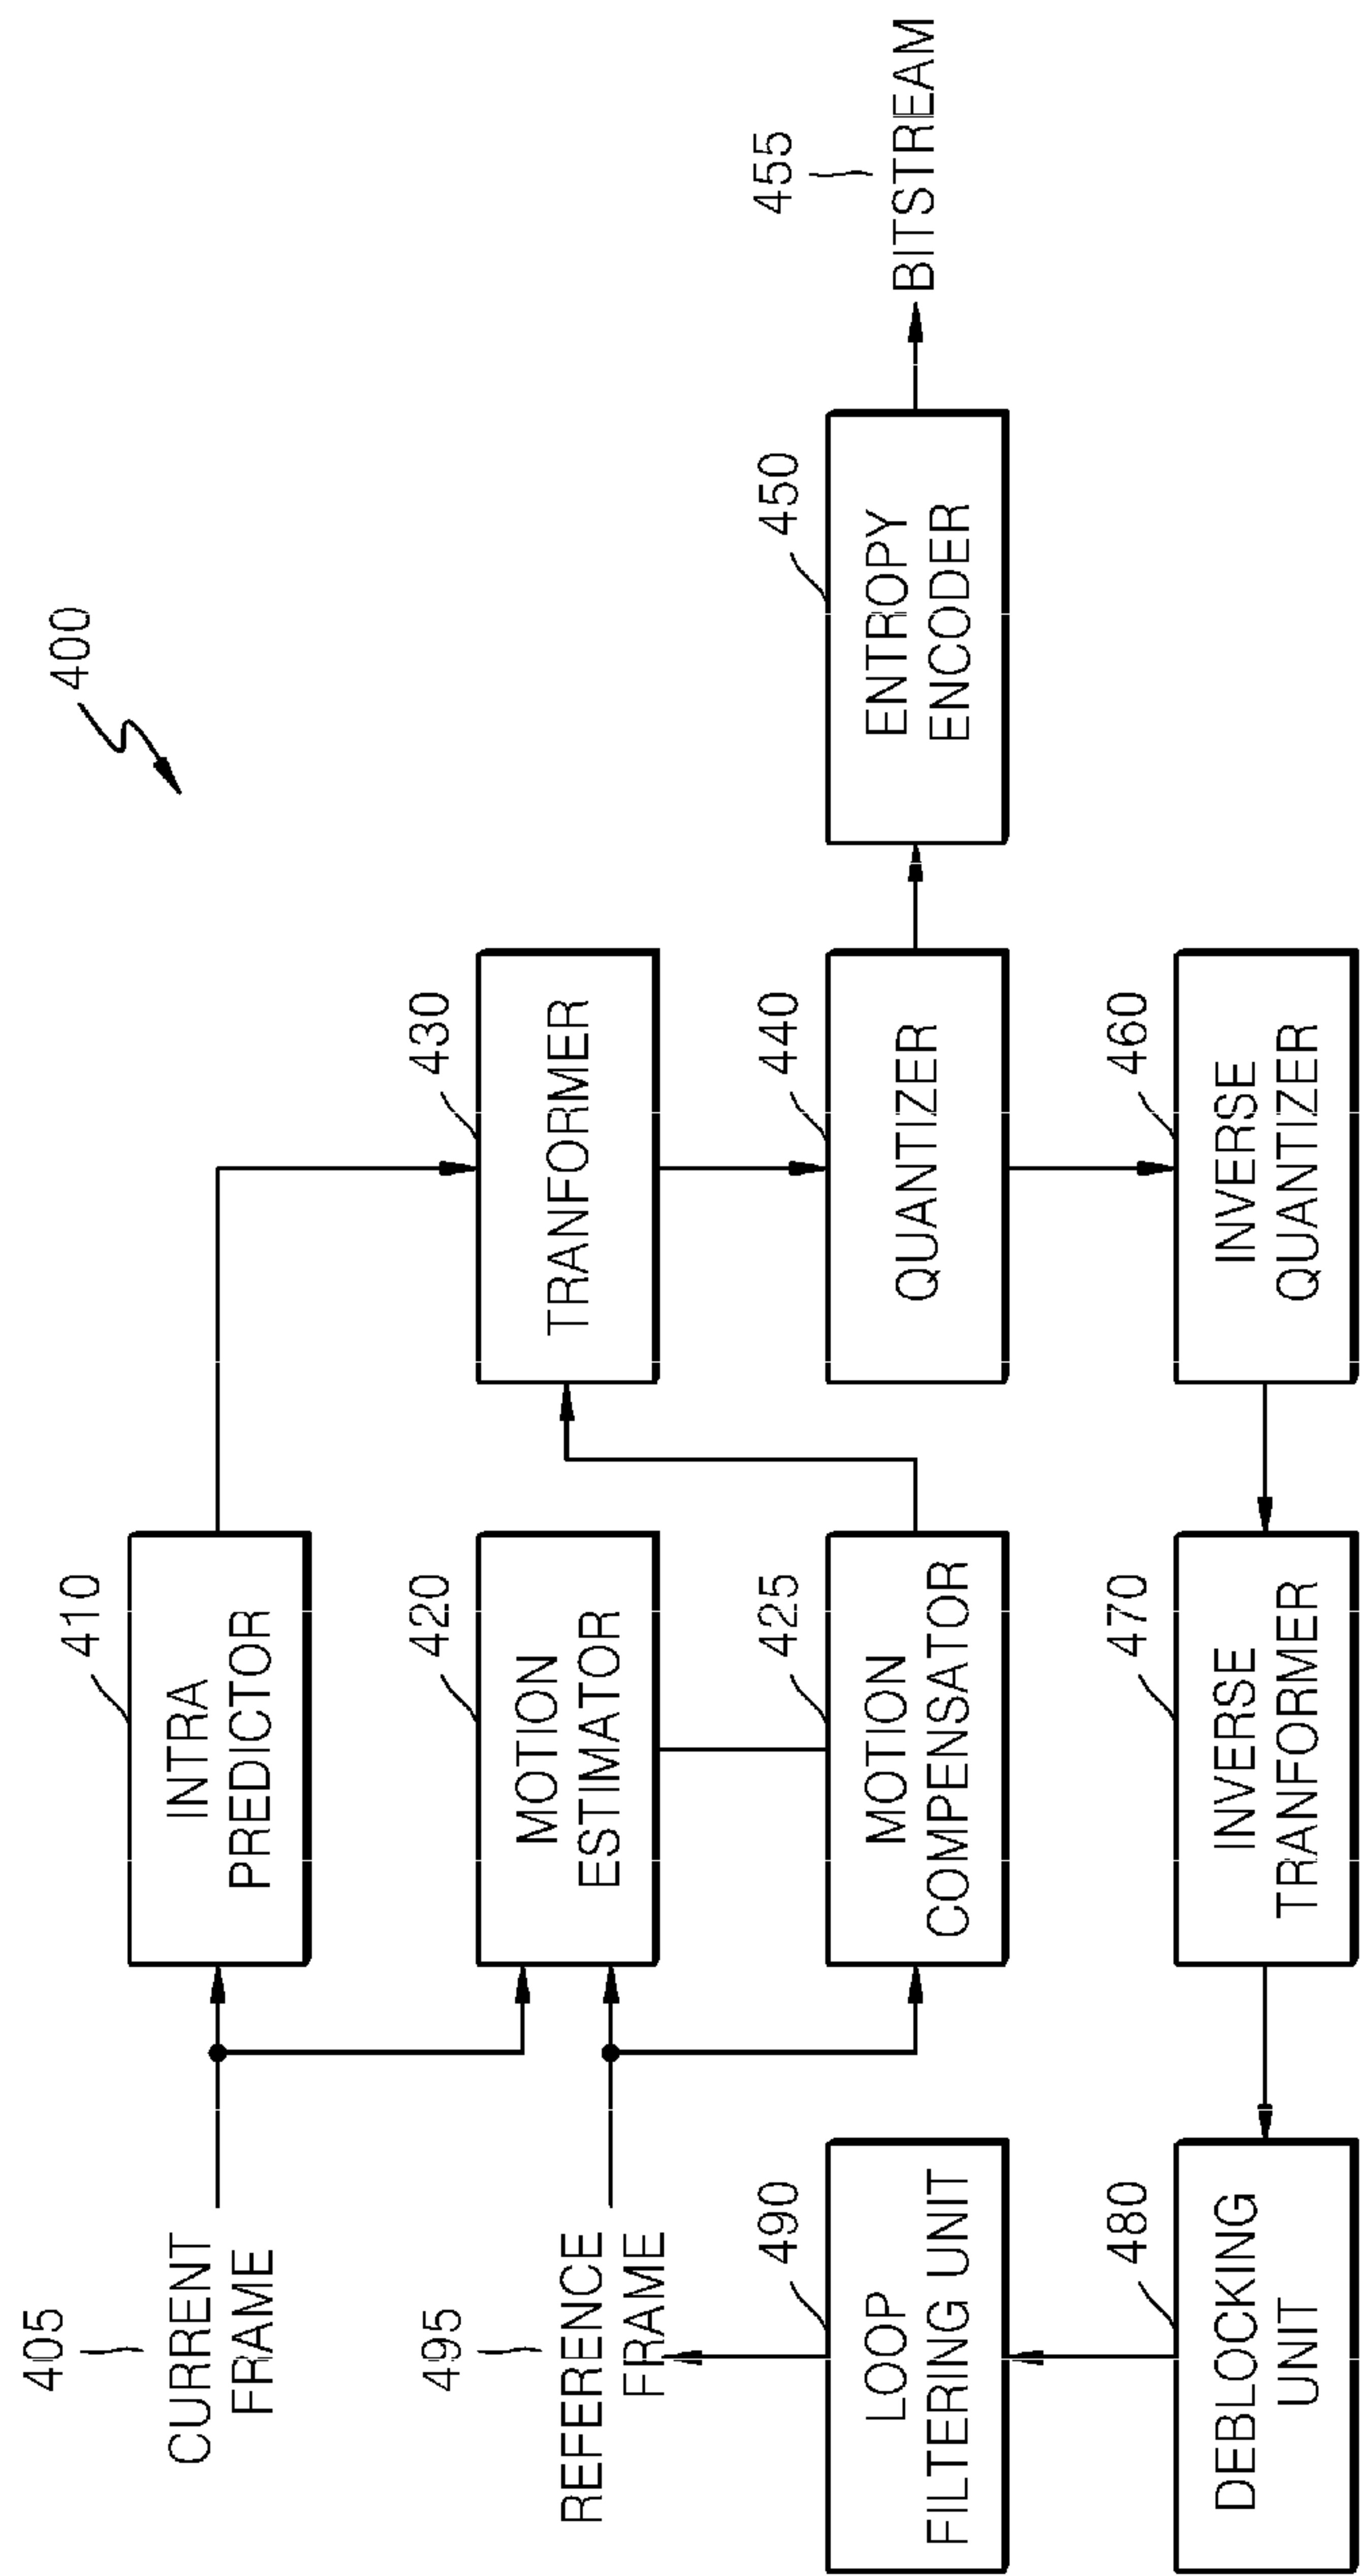 400
405
CURRENT
FRAME
410
INTRA
PREDICTOR
495
REFERENCE
FRAME
420
MOTION
ESTIMATOR
430
TRANFORMER
490
LOOP
FILTERING UNIT
425
MOTION
COMPENSATOR
440
QUANTIZER
450
ENTROPY
ENCODER
455
BITSTREAM
480
DEBLOCKING
UNIT
470
INVERSE
TRANFORMER
460
INVERSE
QUANTIZER